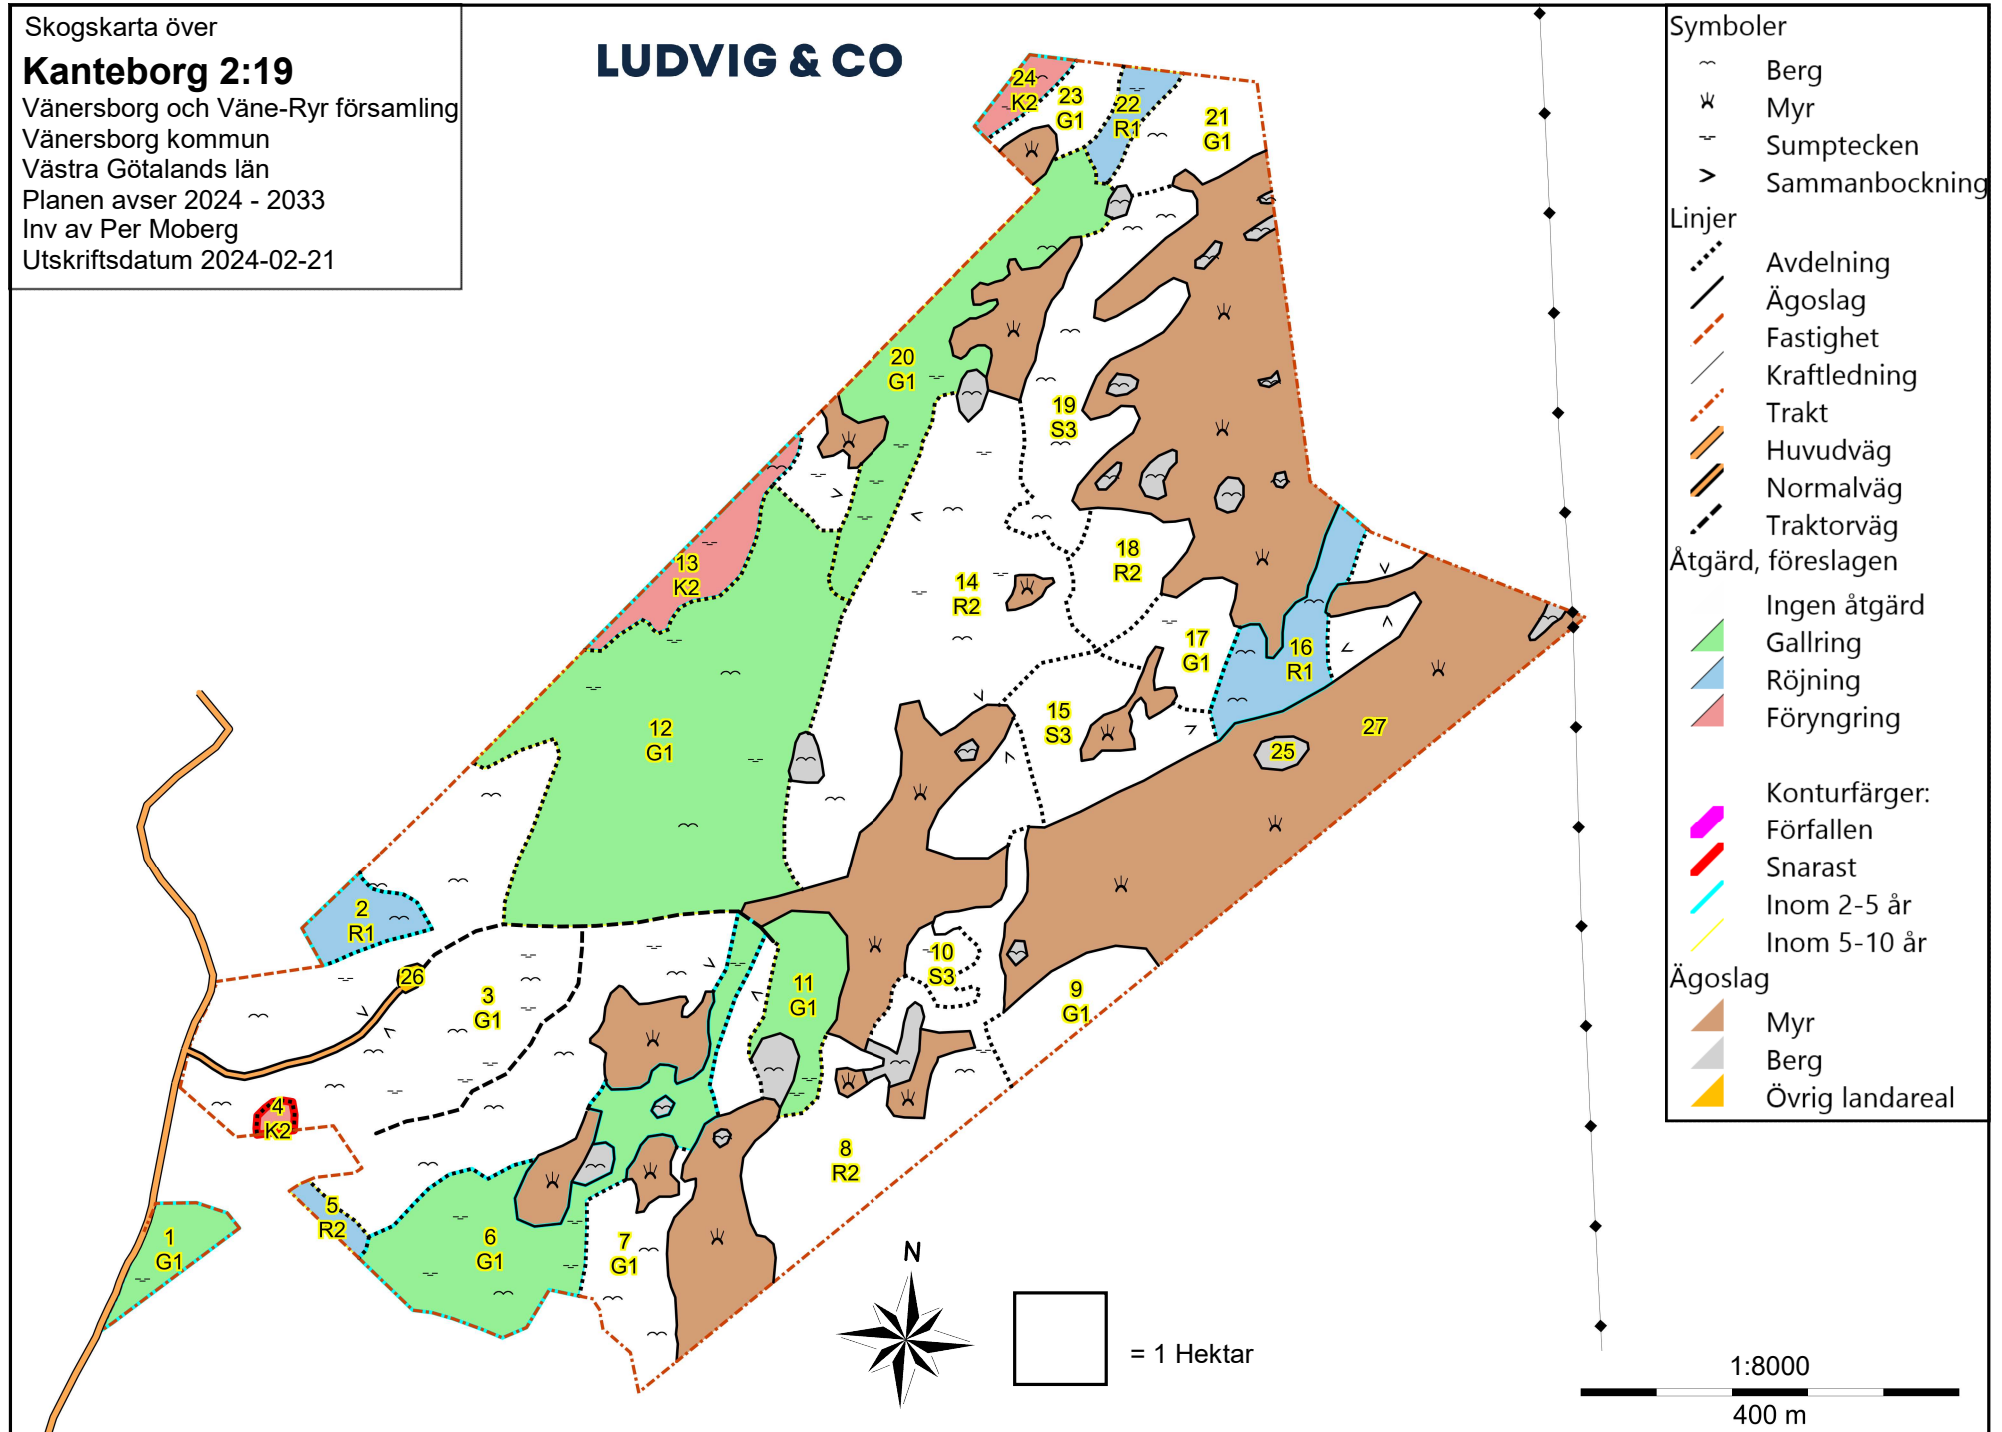 Skogskarta över
Kanteborg 2:19
Vänersborg och Väne-Ryr församling
Vänersborg kommun
Västra Götalands län
Planen avser 2024 - 2033
Inv av Per Moberg
Utskriftsdatum 2024-02-21
LUDVIG & CO
24
K2
23
G1
22
R1
21
G1
20
G1
19
S3
18
R2
14
R2
13
K2
17
G1
16
R1
15
S3
12
G1
27
25
2
R1
26
3
G1
10
S3
11
G1
9
G1
4
K2
8
R2
5
R2
1
G1
6
G1
7
G1
N
= 1 Hektar
Symboler
Berg
Myr
Sumptecken
Sammanbockning
Linjer
Avdelning
Ägoslag
Fastighet
Kraftledning
Trakt
Huvudväg
Normalväg
Traktorväg
Åtgärd, föreslagen
Ingen åtgärd
Gallring
Röjning
Föryngring
Konturfärger:
Förfallen
Snarast
Inom 2-5 år
Inom 5-10 år
Ägoslag
Myr
Berg
Övrig landareal
1:8000
400 m